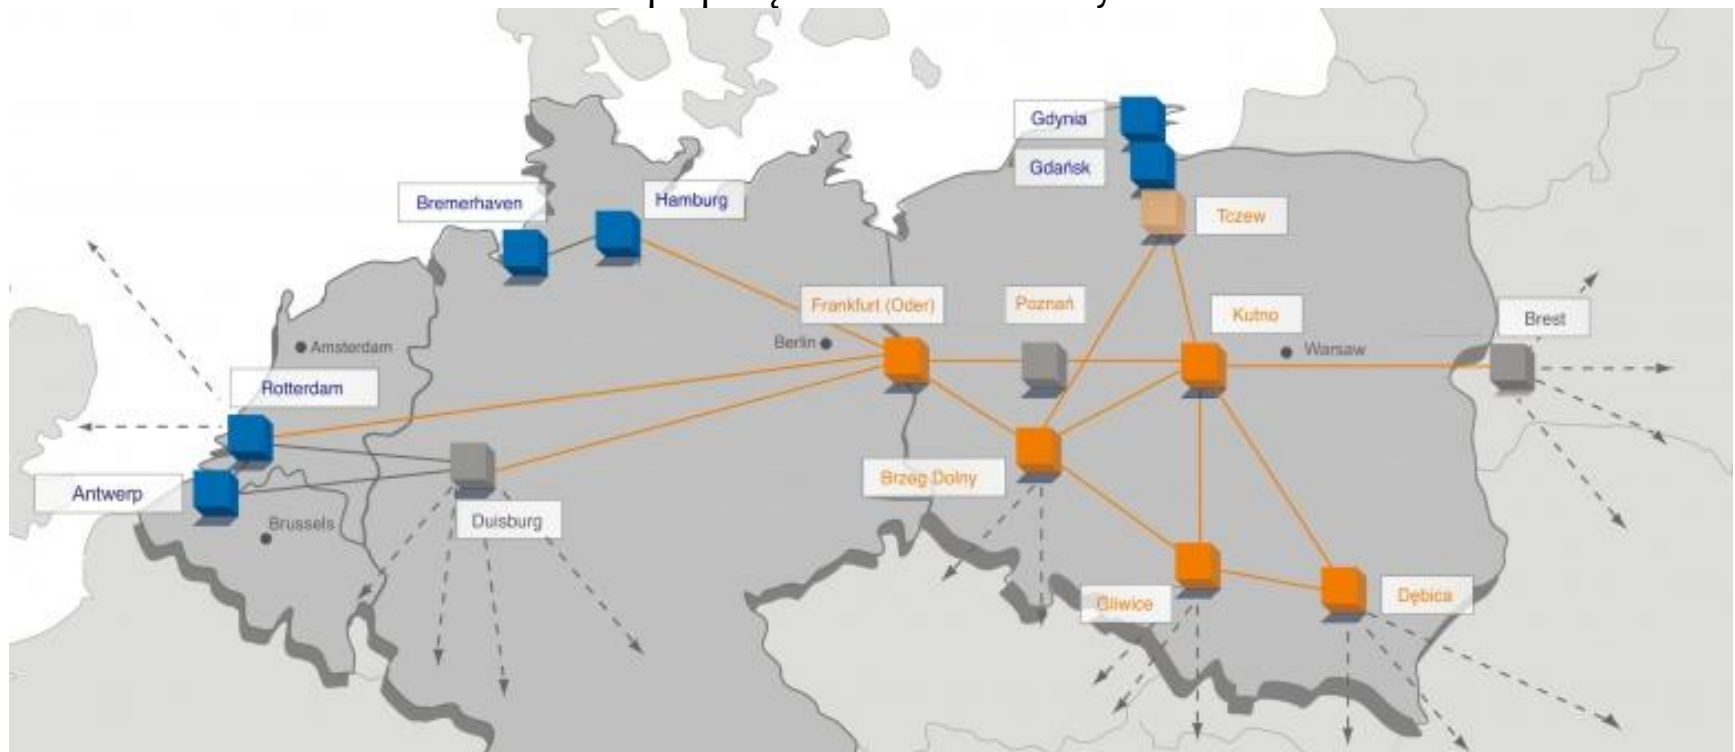 Gdynia
Gdańsk
Bremerhaven
Hamburg
Tczew
Frankfurt (Oder)
Poznań
Kutno
Brest
Berlin
Warsaw
Amsterdam
Rotterdam
Brzeg Dolny
Antwerp
Duisburg
Brussels
Gliwice
Dębica